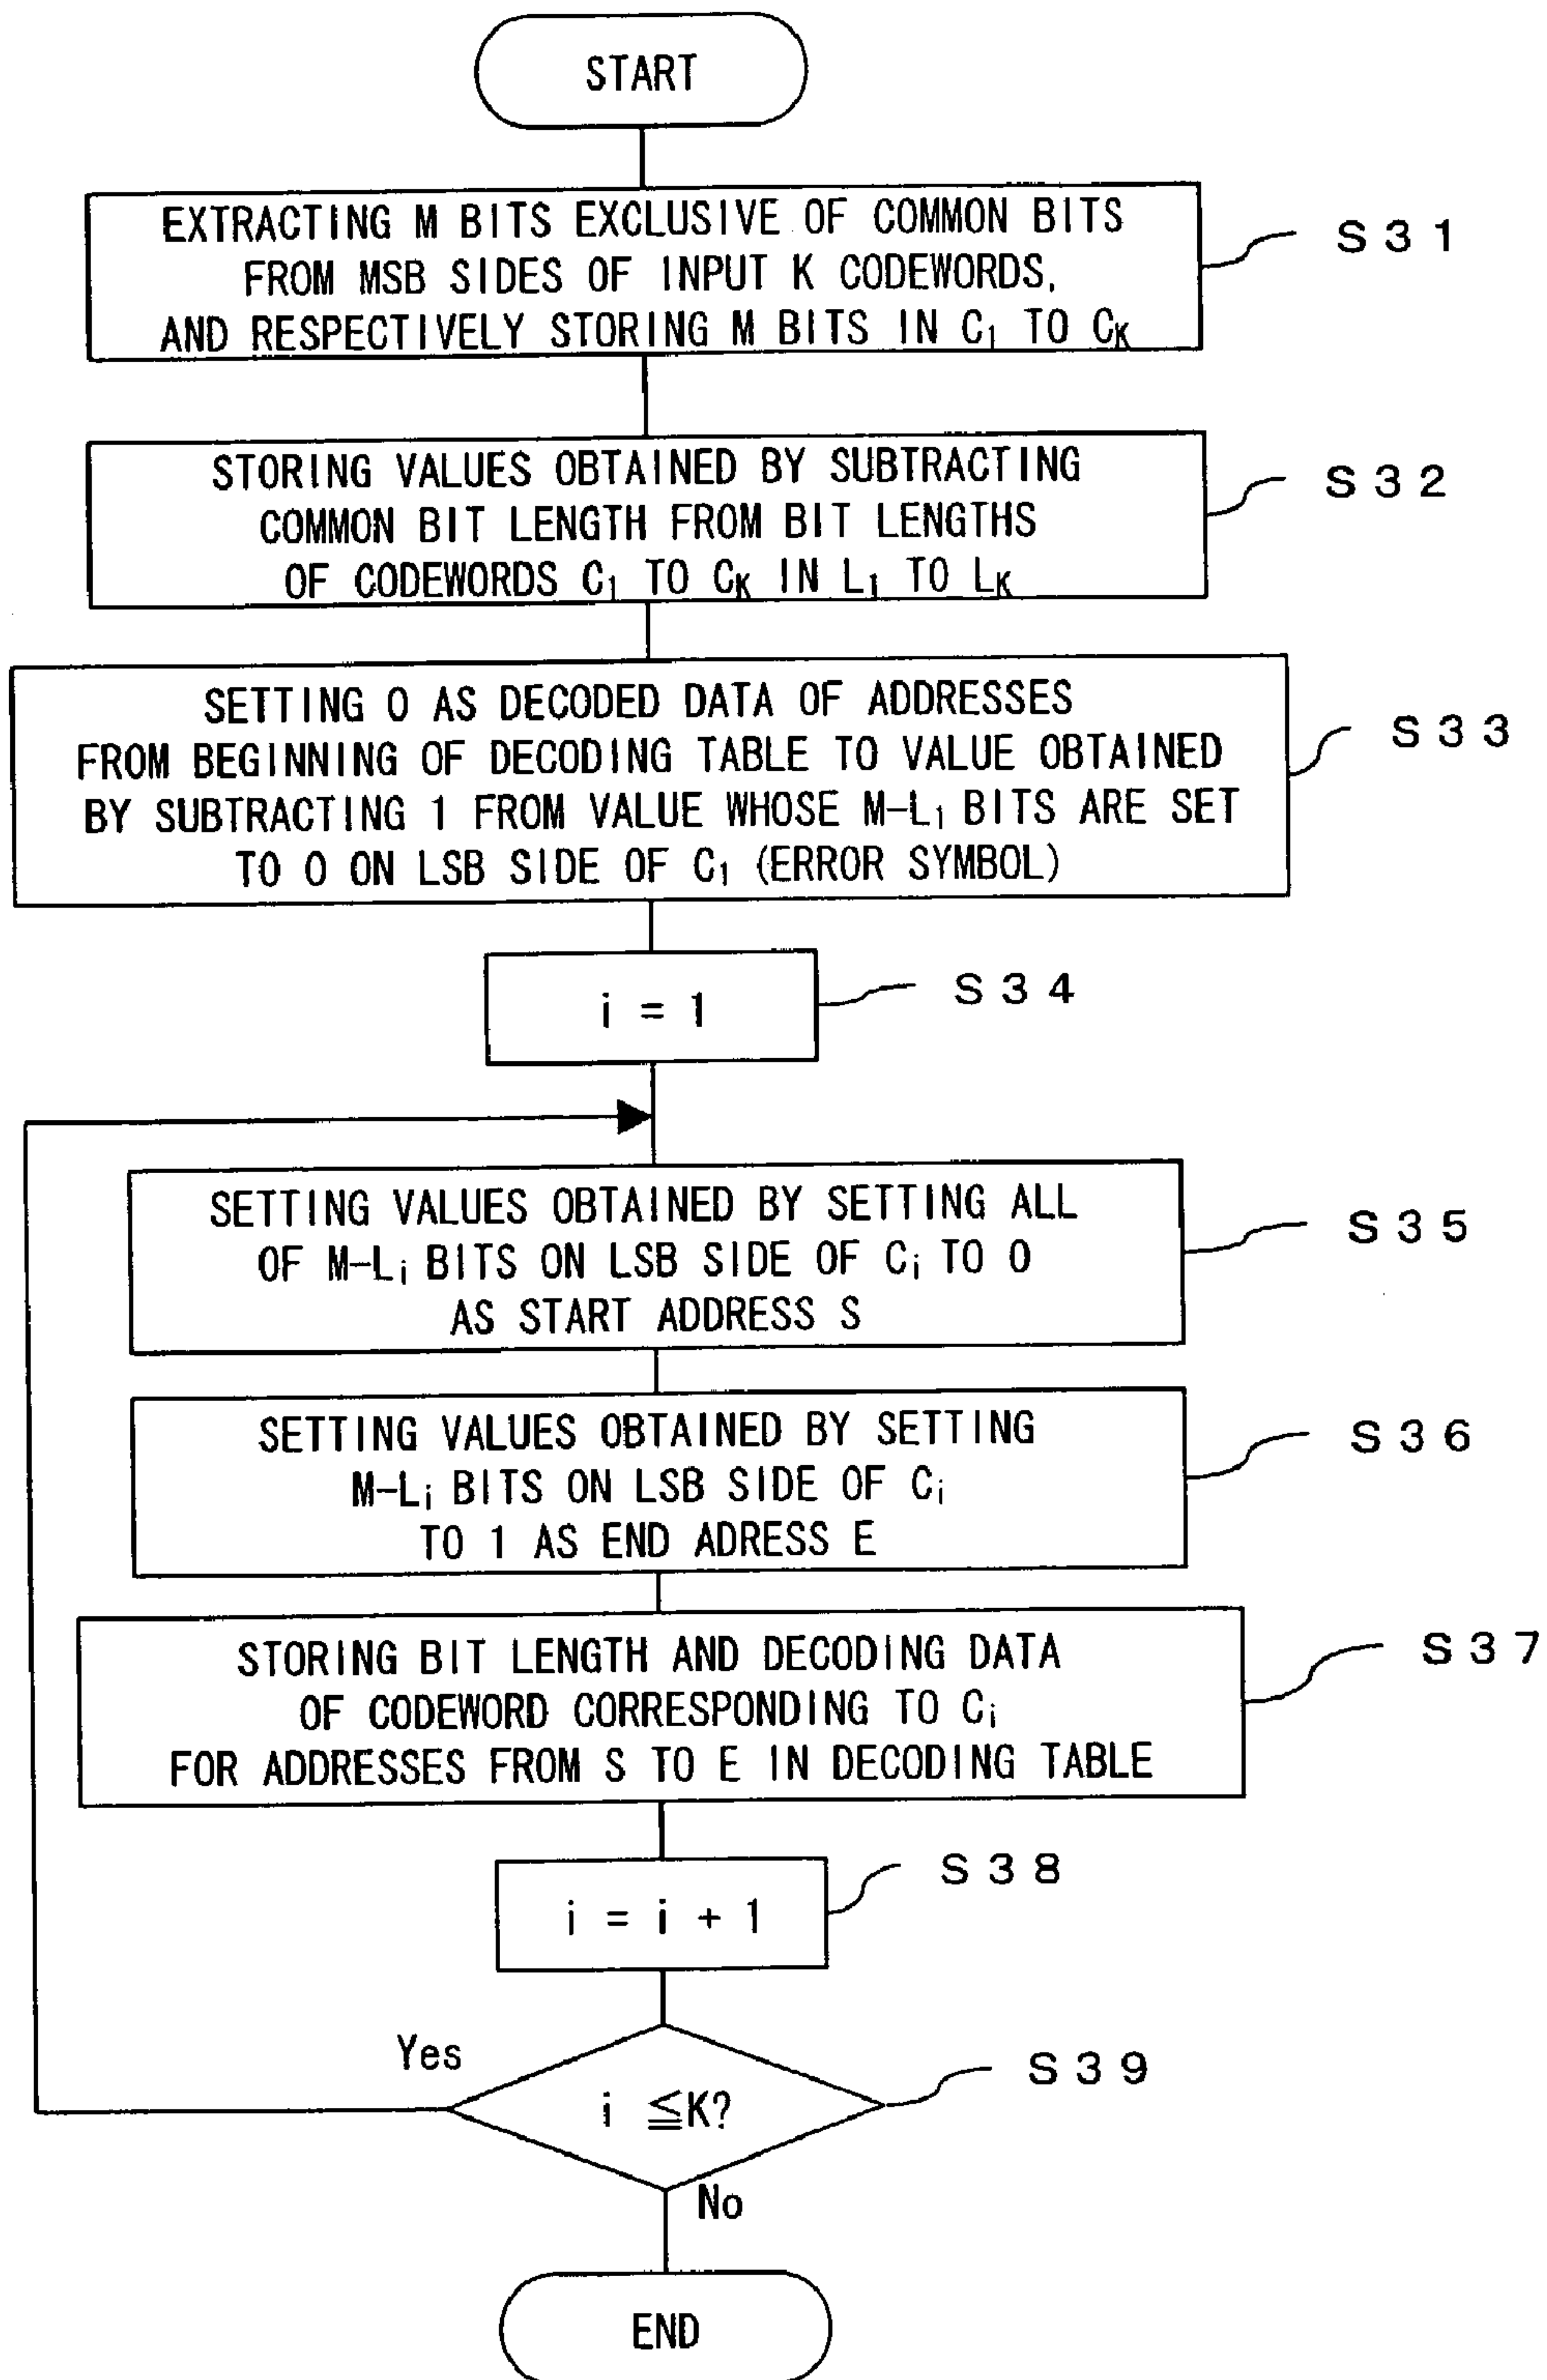 START
EXTRACTING M BITS EXCLUSIVE OF COMMON BITS
FROM MSB SIDES OF INPUT K CODEWORDS,
AND RESPECTIVELY STORING M BITS IN C₁ TO Cₖ
S31
STORING VALUES OBTAINED BY SUBTRACTING
COMMON BIT LENGTH FROM BIT LENGTHS
OF CODEWORDS C₁ TO Cₖ IN L₁ TO Lₖ
S32
SETTING 0 AS DECODED DATA OF ADDRESSES
FROM BEGINNING OF DECODING TABLE TO VALUE OBTAINED
BY SUBTRACTING 1 FROM VALUE WHOSE M-L₁ BITS ARE SET
TO 0 ON LSB SIDE OF C₁ (ERROR SYMBOL)
S33
i = 1
S34
SETTING VALUES OBTAINED BY SETTING ALL
OF M-Lᵢ BITS ON LSB SIDE OF Cᵢ TO 0
AS START ADDRESS S
S35
SETTING VALUES OBTAINED BY SETTING
M-Lᵢ BITS ON LSB SIDE OF Cᵢ
TO 1 AS END ADRESS E
S36
STORING BIT LENGTH AND DECODING DATA
OF CODEWORD CORRESPONDING TO Cᵢ
FOR ADDRESSES FROM S TO E IN DECODING TABLE
S37
i = i + 1
S38
Yes
i ≦K?
S39
No
END